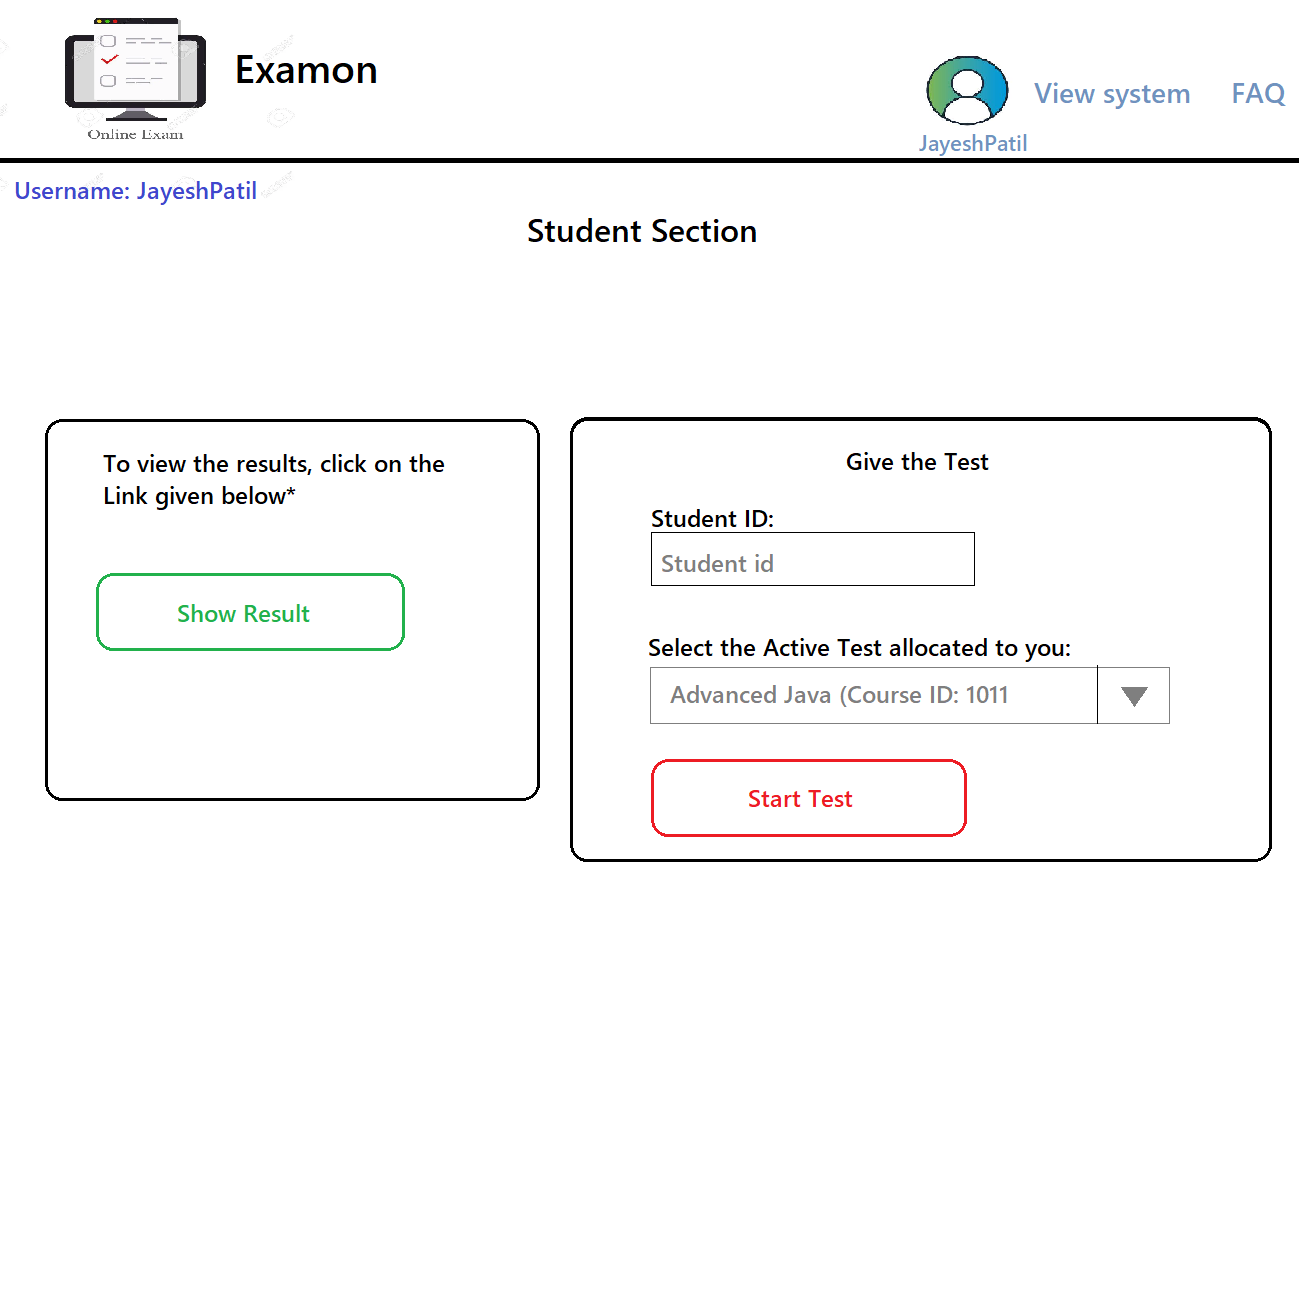 Examon
Online Exam
View system
FAQ
JayeshPatil
Username: JayeshPatil
Student Section
To view the results, click on the
Link given below*
Show Result
Give the Test
Student ID:
Student id
Select the Active Test allocated to you:
Advanced Java (Course ID: 1011
Start Test